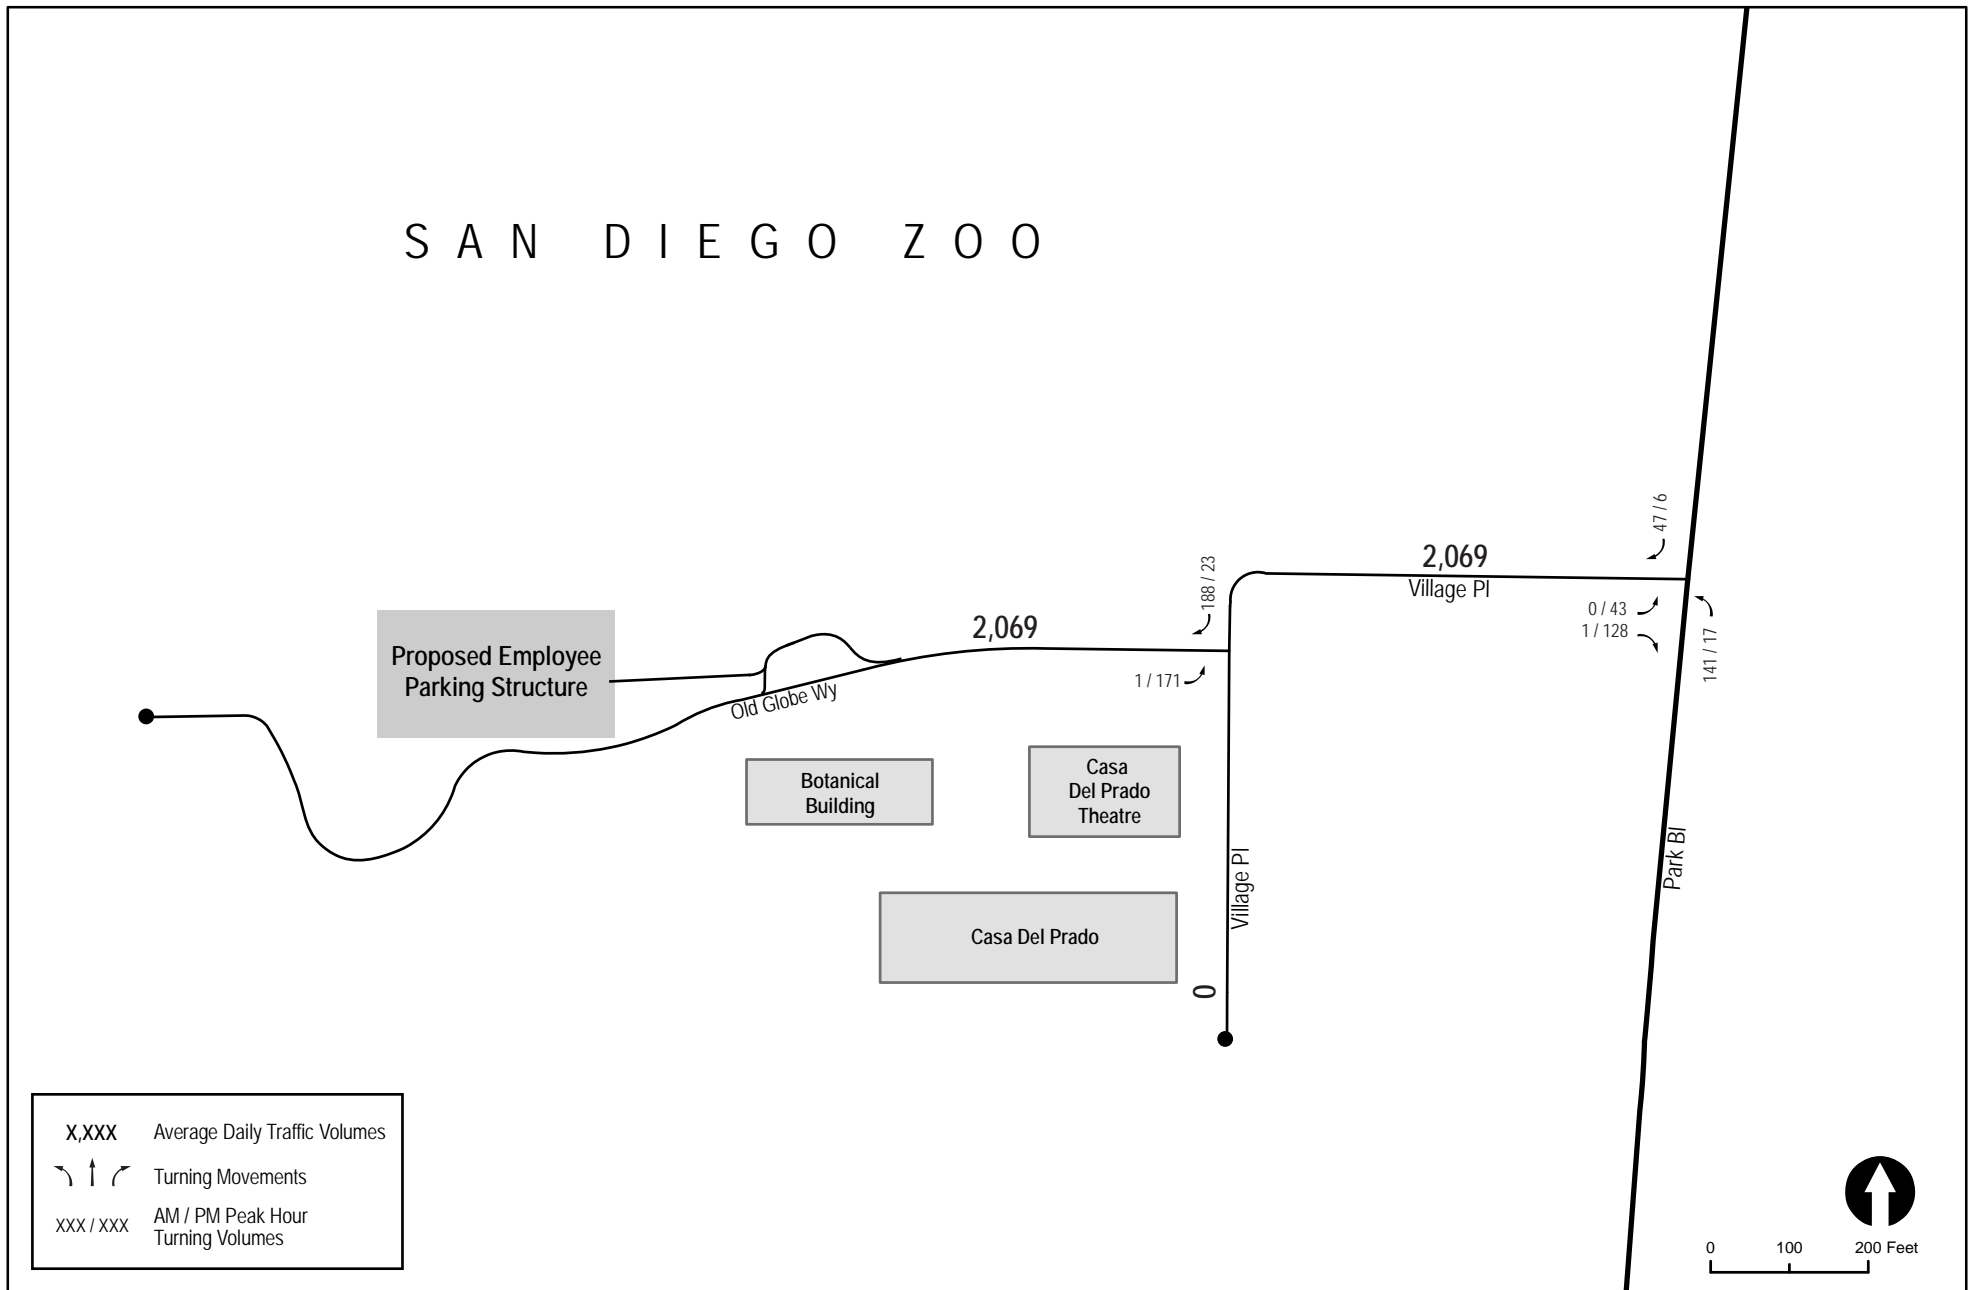 SAN DIEGO ZOO
47 / 6
2,069
Village Pl
188 / 23
0 / 43
1 / 128
141 / 17
2,069
1 / 171
Proposed Employee
Parking Structure
Old Globe Wy
Botanical
Building
Casa
Del Prado
Theatre
Park Bl
Village Pl
Casa Del Prado
0
X,XXX Average Daily Traffic Volumes
Turning Movements
XXX / XXX AM / PM Peak Hour
Turning Volumes
0 100 200 Feet